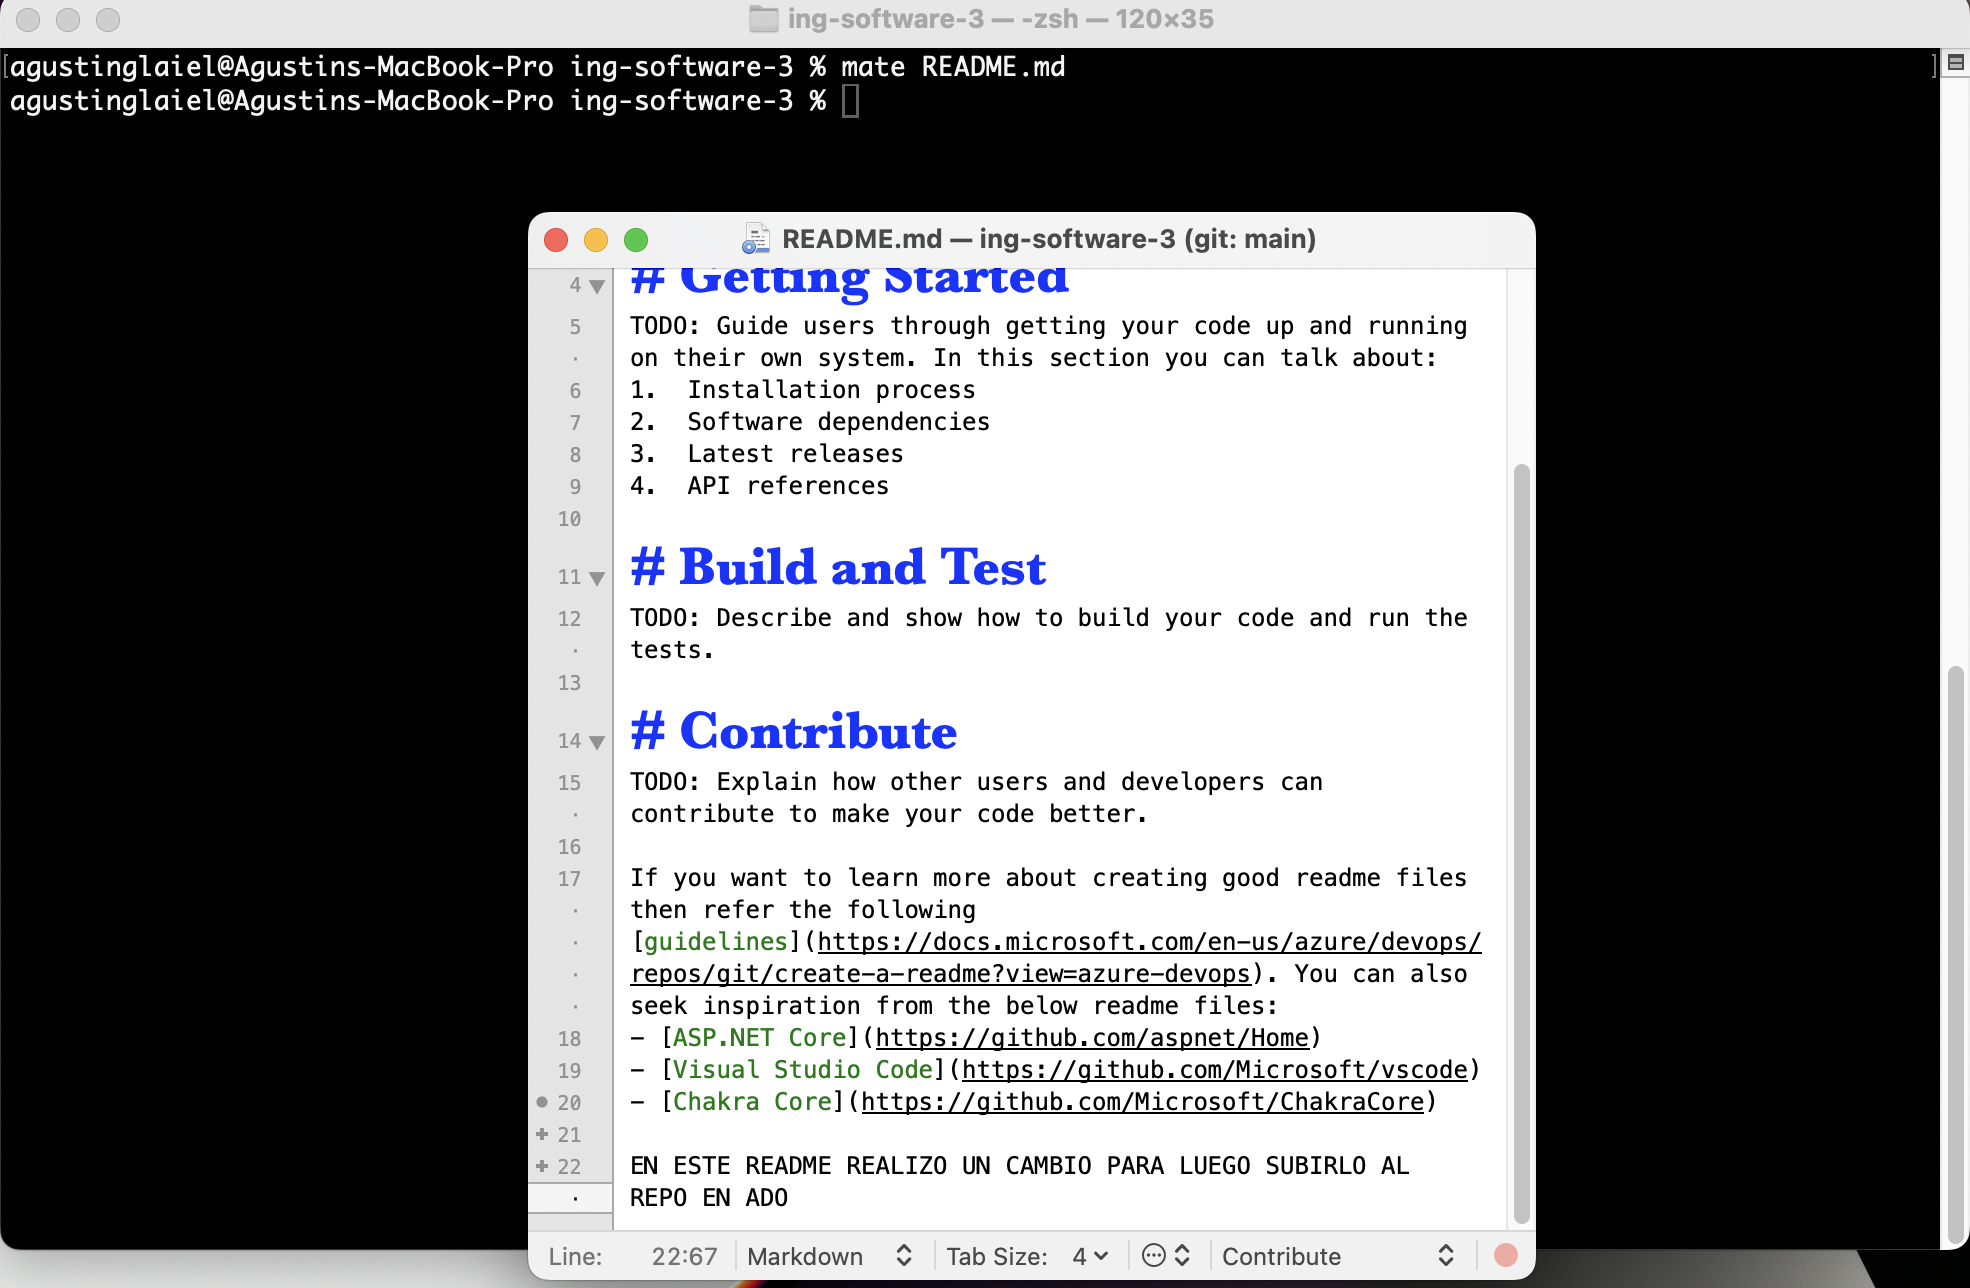 ing-software-3 — -zsh — 120×35
[agustinglaiel@Agustins-MacBook-Pro ing-software-3 % mate README.md ]
agustinglaiel@Agustins-MacBook-Pro ing-software-3 %
README.md — ing-software-3 (git: main)
4 # Getting Started
5 TODO: Guide users through getting your code up and running
· on their own system. In this section you can talk about:
6 1.  Installation process
7 2.  Software dependencies
8 3.  Latest releases
9 4.  API references
10
11 # Build and Test
12 TODO: Describe and show how to build your code and run the
· tests.
13
14 # Contribute
15 TODO: Explain how other users and developers can
· contribute to make your code better.
16
17 If you want to learn more about creating good readme files
· then refer the following
· [guidelines](https://docs.microsoft.com/en-us/azure/devops/
· repos/git/create-a-readme?view=azure-devops). You can also
· seek inspiration from the below readme files:
18 - [ASP.NET Core](https://github.com/aspnet/Home)
19 - [Visual Studio Code](https://github.com/Microsoft/vscode)
● 20 - [Chakra Core](https://github.com/Microsoft/ChakraCore)
+ 21
+ 22 EN ESTE README REALIZO UN CAMBIO PARA LUEGO SUBIRLO AL
· REPO EN ADO
Line: 22:67 Markdown Tab Size: 4 Contribute